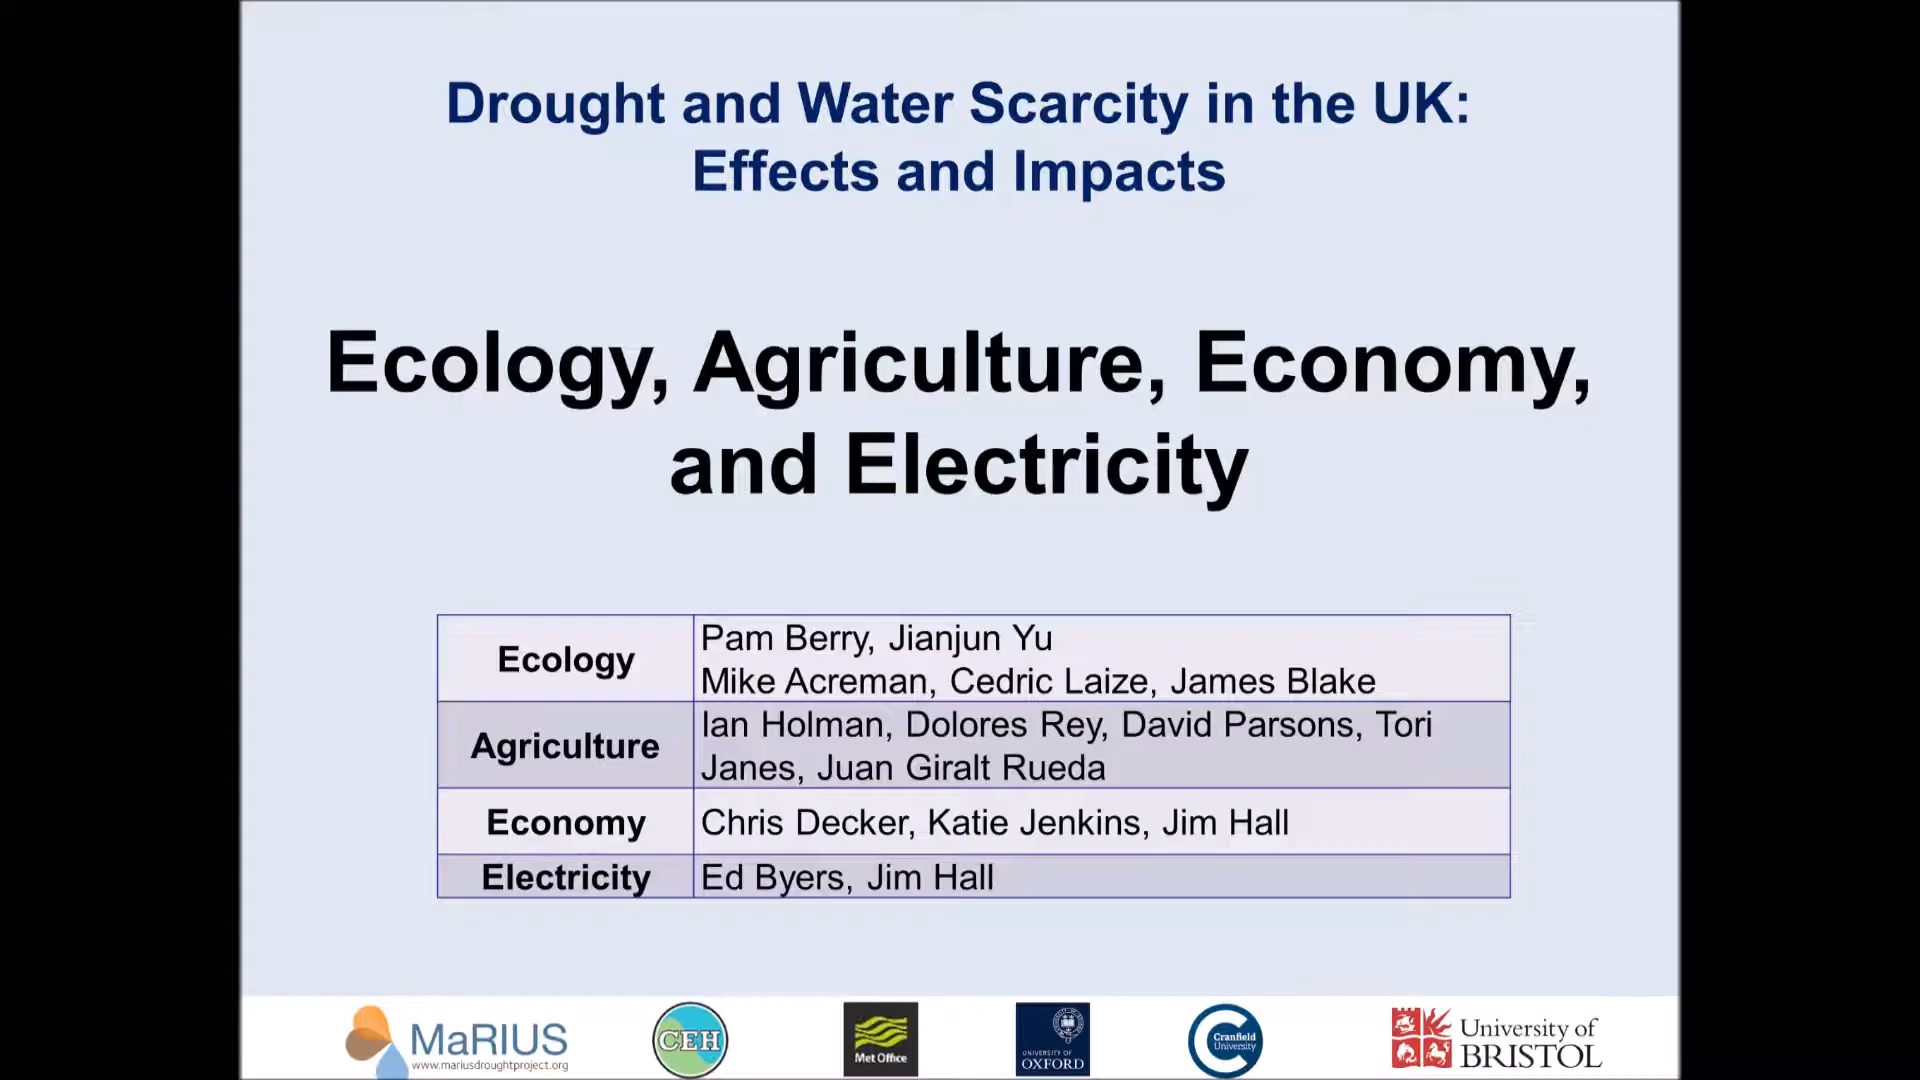 Drought and Water Scarcity in the UK:
Effects and Impacts
Ecology, Agriculture, Economy,
and Electricity
Ecology
Pam Berry, Jianjun Yu
Mike Acreman, Cedric Laize, James Blake
Agriculture
Ian Holman, Dolores Rey, David Parsons, Tori
Janes, Juan Giralt Rueda
Economy
Chris Decker, Katie Jenkins, Jim Hall
Electricity
Ed Byers, Jim Hall
MaRIUS
www.mariusdroughtproject.org
CEH
Met Office
UNIVERSITY OF
OXFORD
Cranfield
University
University of
BRISTOL